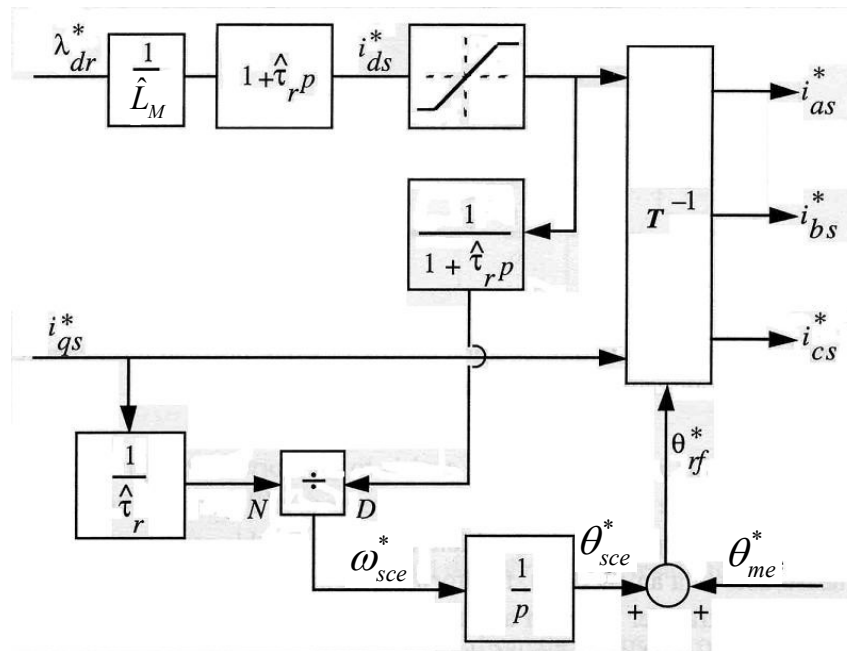 λ*dr
1/L̂M
1+τ̂r p
i*ds
i*as
T⁻¹
i*bs
1/(1 + τ̂r p)
i*qs
i*cs
θ*rf
1/τ̂r
N
÷
D
ω*sce
1/p
θ*sce
θ*me
+
+